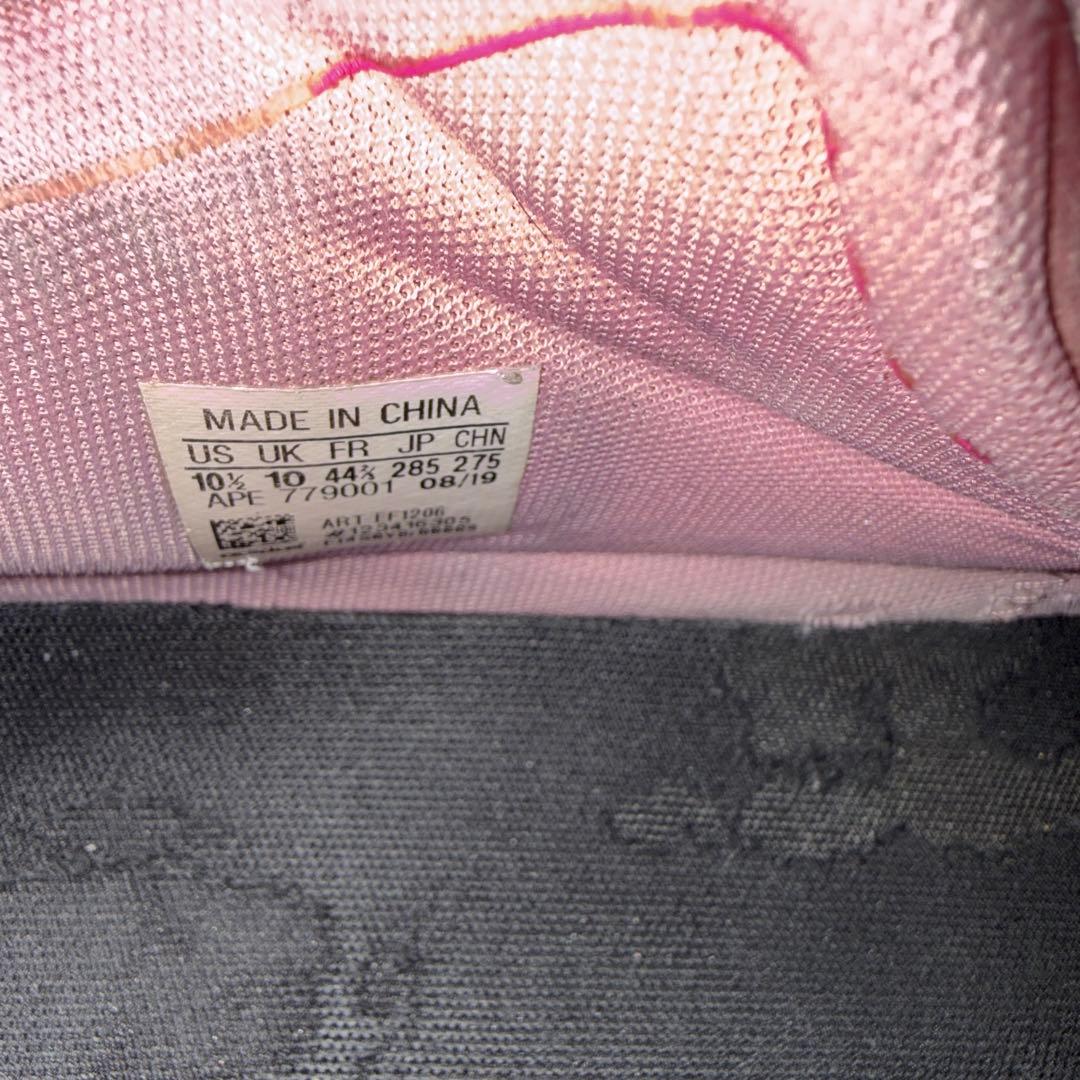 MADE IN CHINA
US UK FR JP CHN
10½ 10 44⅔ 285 275
APE 779001 08/19
ART EF1206